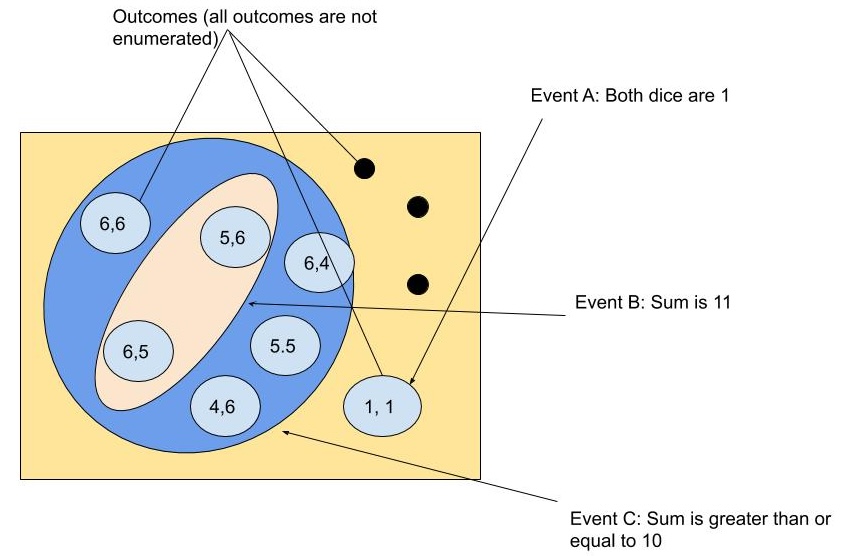 Outcomes (all outcomes are not
enumerated)
Event A: Both dice are 1
6,6
5,6
6,4
Event B: Sum is 11
6,5
5.5
4,6
1, 1
Event C: Sum is greater than or
equal to 10